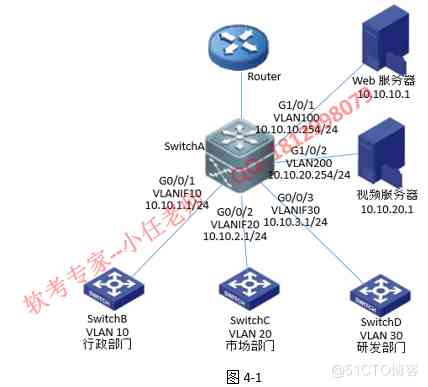 Router
Web 服务器
10.10.10.1
G1/0/1
VLAN100
10.10.10.254/24
SwitchA
G1/0/2
VLAN200
10.10.20.254/24
视频服务器
10.10.20.1
G0/0/1
VLANIF10
10.10.1.1/24
G0/0/2
VLANIF20
10.10.2.1/24
G0/0/3
VLANIF30
10.10.3.1/24
SwitchB
VLAN 10
行政部门
SwitchC
VLAN 20
市场部门
SwitchD
VLAN 30
研发部门
图 4-1
软考专家--小任老师
@51CTO博客